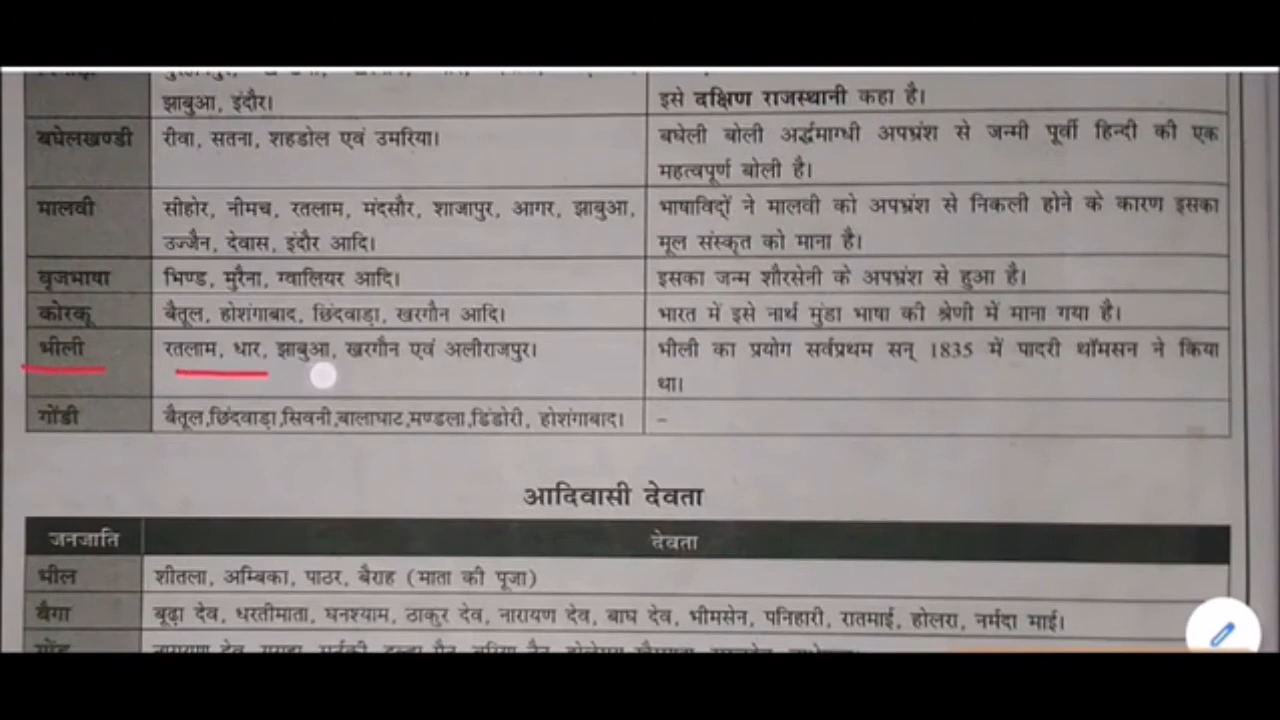 झाबुआ, इंदौर।
इसे दक्षिण राजस्थानी कहा है।
बघेलखण्डी
रीवा, सतना, शहडोल एवं उमरिया।
बघेली बोली अर्द्धमाग्धी अपभ्रंश से जन्मी पूर्वी हिन्दी की एक
महत्वपूर्ण बोली है।
मालवी
सीहोर, नीमच, रतलाम, मंदसौर, शाजापुर, आगर, झाबुआ,
उज्जैन, देवास, इंदौर आदि।
भाषाविदों ने मालवी को अपभ्रंश से निकली होने के कारण इसका
मूल संस्कृत को माना है।
बृजभाषा
भिण्ड, मुरैना, ग्वालियर आदि।
इसका जन्म शौरसेनी के अपभ्रंश से हुआ है।
कोरकू
बैतूल, होशंगाबाद, छिंदवाड़ा, खरगौन आदि।
भारत में इसे नार्थ मुंडा भाषा की श्रेणी में माना गया है।
भीली
रतलाम, धार, झाबुआ, खरगौन एवं अलीराजपुर।
भीली का प्रयोग सर्वप्रथम सन् 1835 में पादरी थॉमसन ने किया
था।
गोंडी
बैतूल,छिंदवाड़ा,सिवनी,बालाघाट,मण्डला,डिंडोरी, होशंगाबाद।
–
आदिवासी देवता
जनजाति
देवता
भील
शीतला, अम्बिका, पाठर, बैराह (माता की पूजा)
बैगा
बूढ़ा देव, धरतीमाता, घनश्याम, ठाकुर देव, नारायण देव, बाघ देव, भीमसेन, पनिहारी, रातमाई, होलरा, नर्मदा माई।